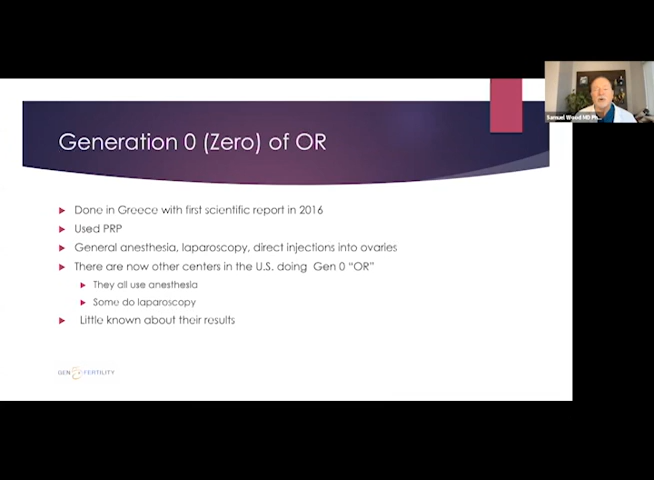 Samuel Wood MD Ph
Generation 0 (Zero) of OR
Done in Greece with first scientific report in 2016
Used PRP
General anesthesia, laparoscopy, direct injections into ovaries
There are now other centers in the U.S. doing Gen 0 “OR”
They all use anesthesia
Some do laparoscopy
Little known about their results
GEN FERTILITY